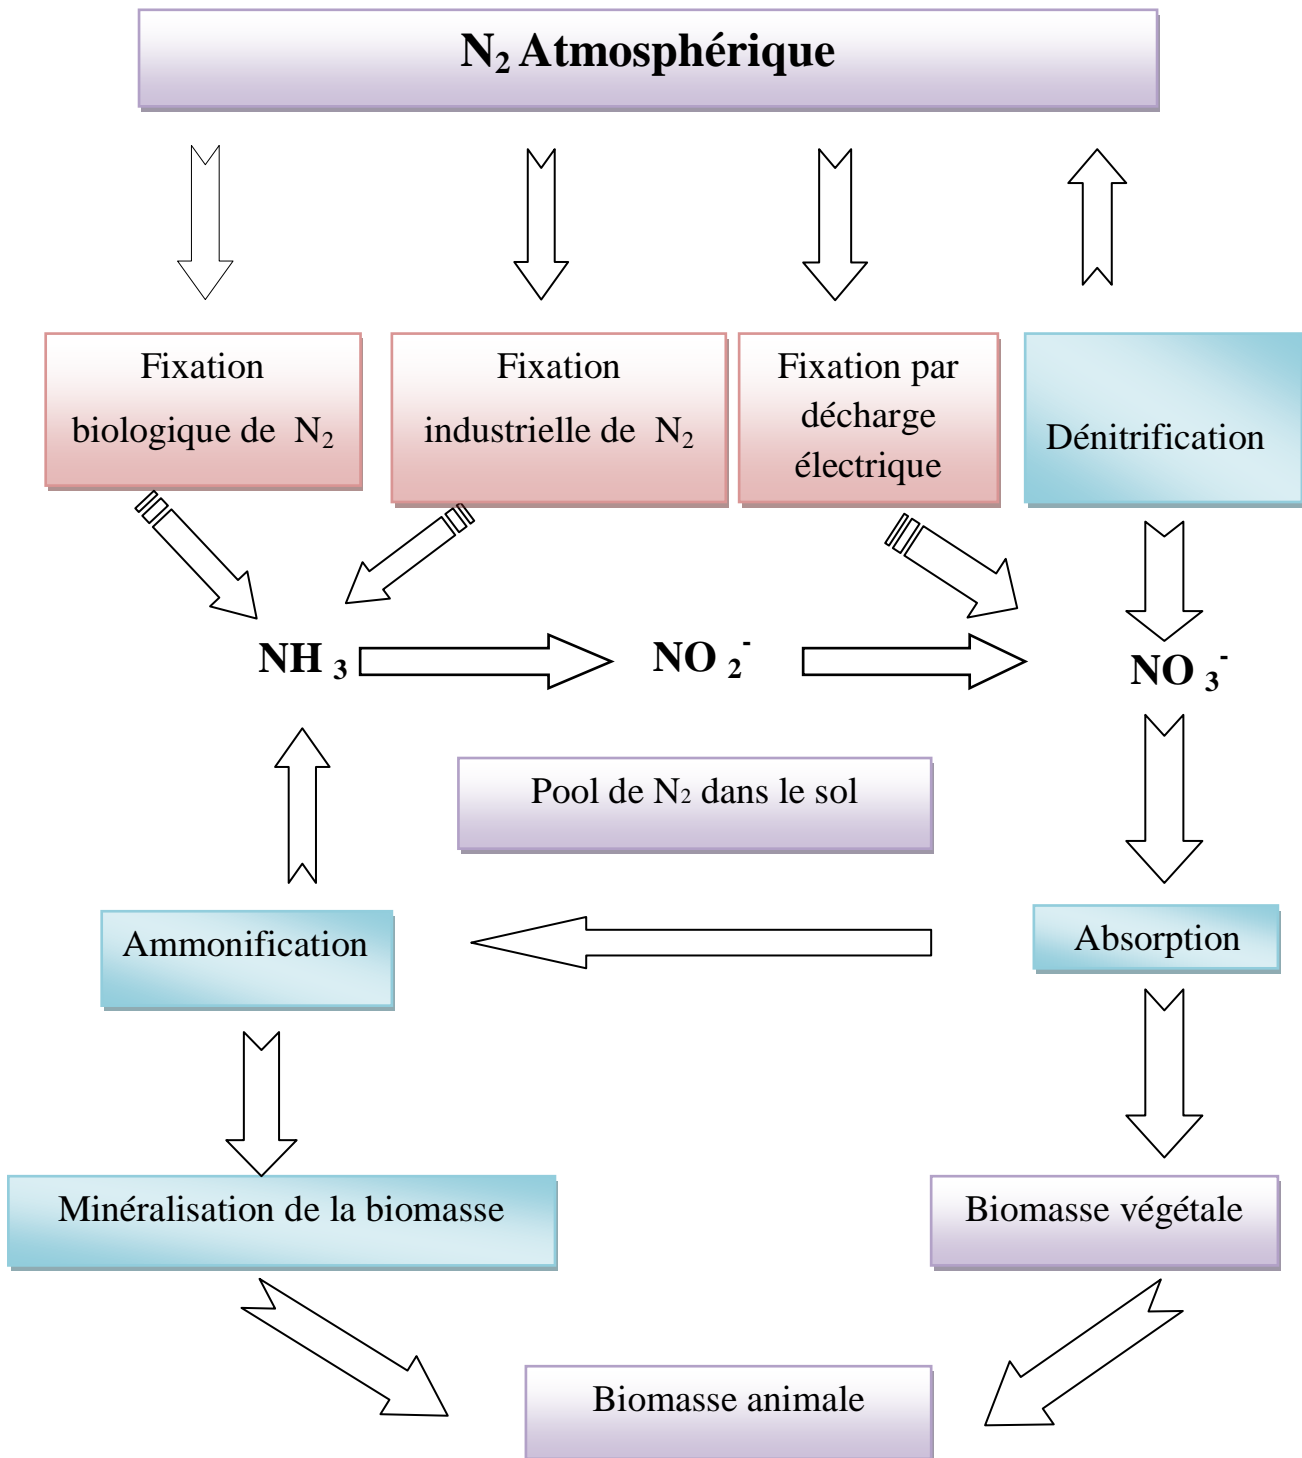 N₂ Atmosphérique
Fixation
biologique de N₂
Fixation
industrielle de N₂
Fixation par
décharge
électrique
Dénitrification
NH ₃
NO ₂⁻
NO ₃⁻
Pool de N₂ dans le sol
Ammonification
Absorption
Minéralisation de la biomasse
Biomasse végétale
Biomasse animale